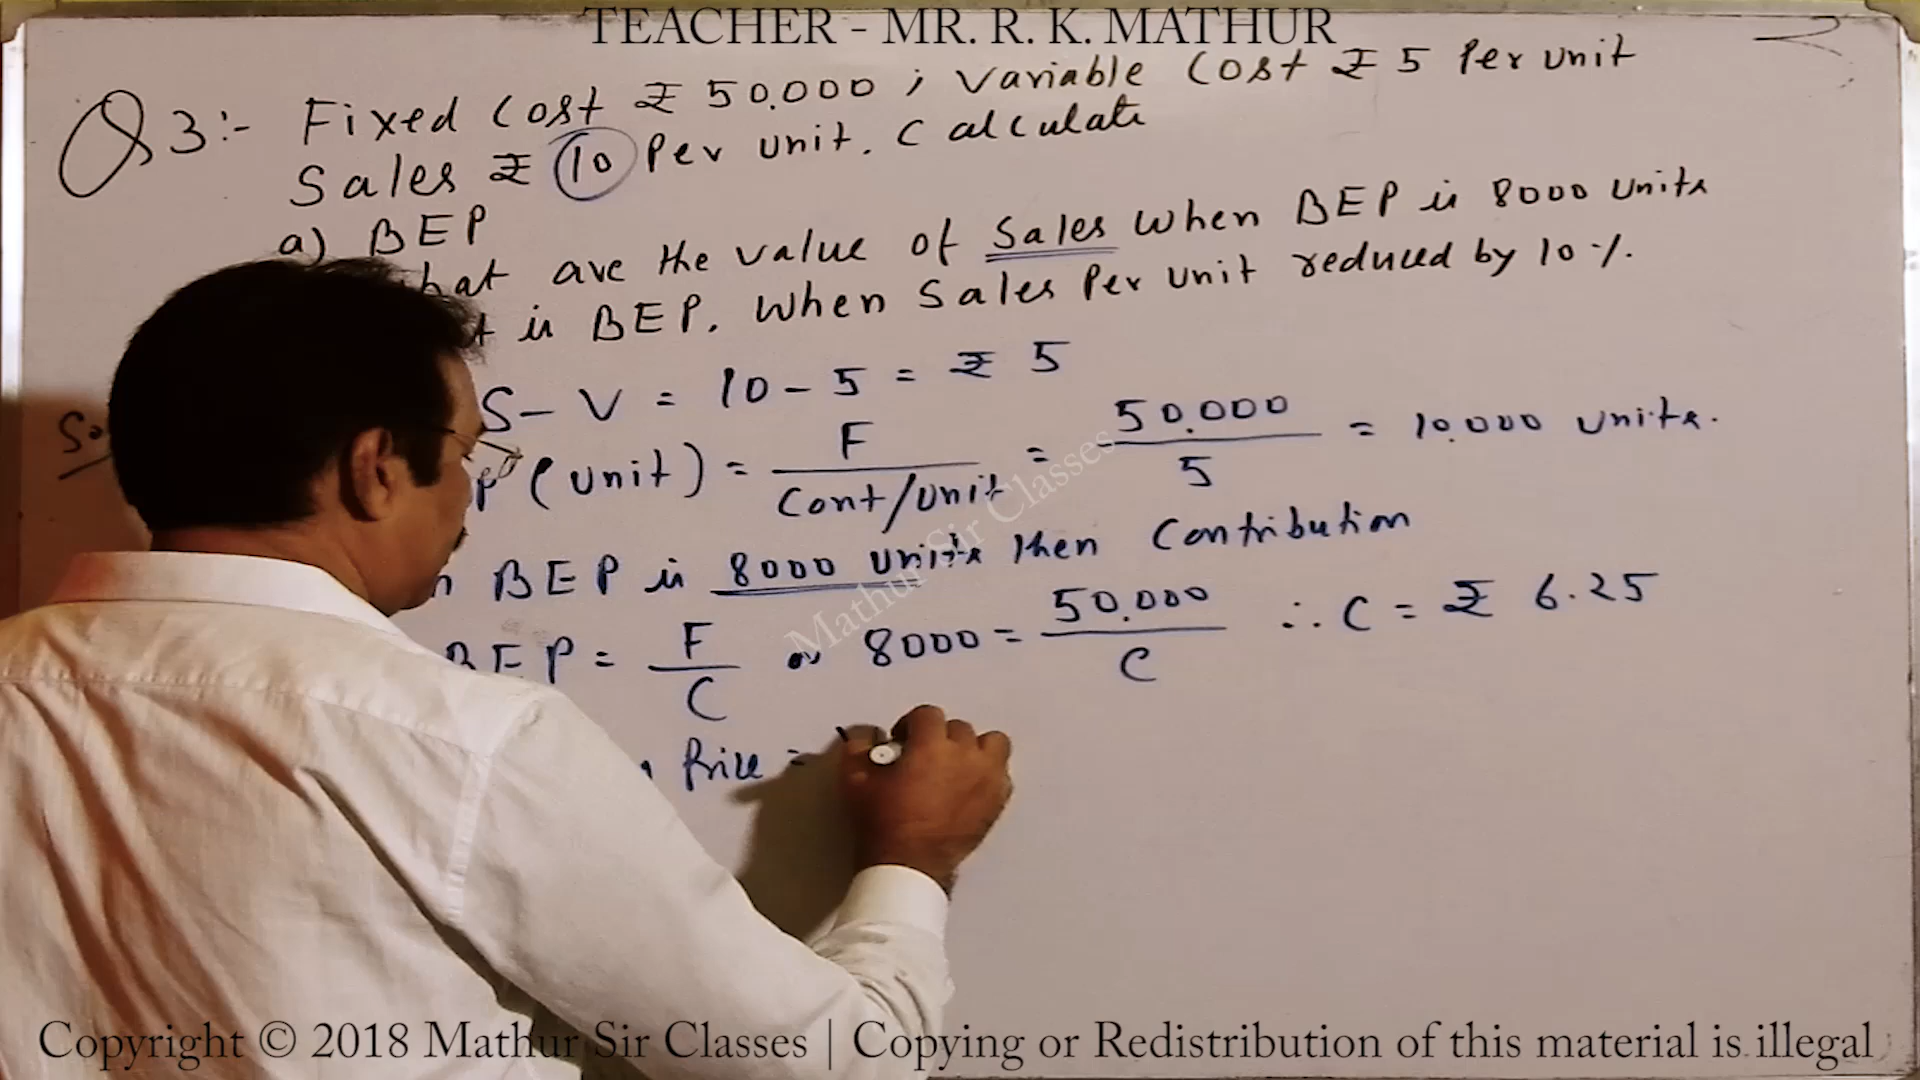 TEACHER - MR. R. K. MATHUR
Q3:- Fixed Cost ₹ 50,000 ; Variable Cost ₹ 5 Per unit
Sales ₹ 10 Per unit. Calculate
a) BEP
hat are the value of Sales when BEP is 8000 units
t is BEP. When Sales Per unit reduced by 10%.
S - V = 10 - 5 = ₹ 5
P (unit) = F / Cont/unit = 50,000 / 5 = 10,000 units.
n BEP is 8000 units then Contribution
BEP = F / C or 8000 = 50,000 / C ∴ C = ₹ 6.25
Price =
Mathur Sir Classes
Copyright © 2018 Mathur Sir Classes | Copying or Redistribution of this material is illegal